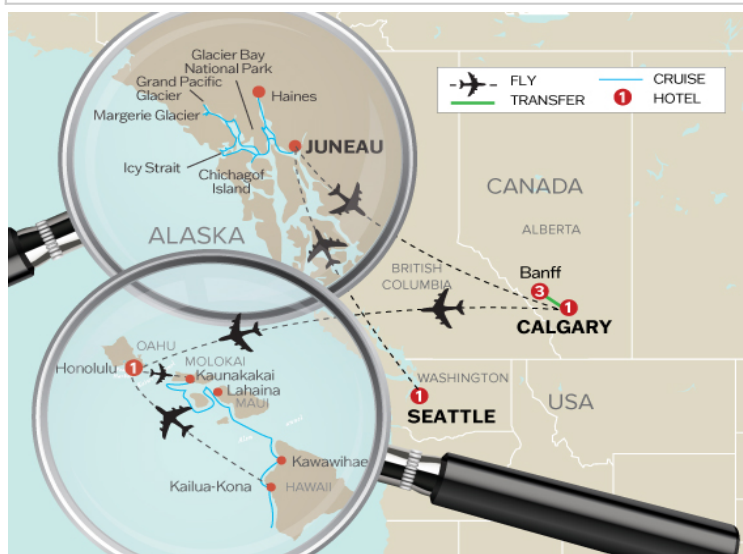 Glacier Bay
National Park
Grand Pacific
Glacier
Margerie Glacier
Haines
JUNEAU
Icy Strait
Chichagof
Island
ALASKA
FLY
TRANSFER
CRUISE
1 HOTEL
CANADA
ALBERTA
BRITISH
COLUMBIA
Banff
3
1
CALGARY
WASHINGTON
1
SEATTLE
USA
OAHU
Honolulu 1
MOLOKAI
Kaunakakai
Lahaina
MAUI
Kawawihae
Kailua-Kona
HAWAII